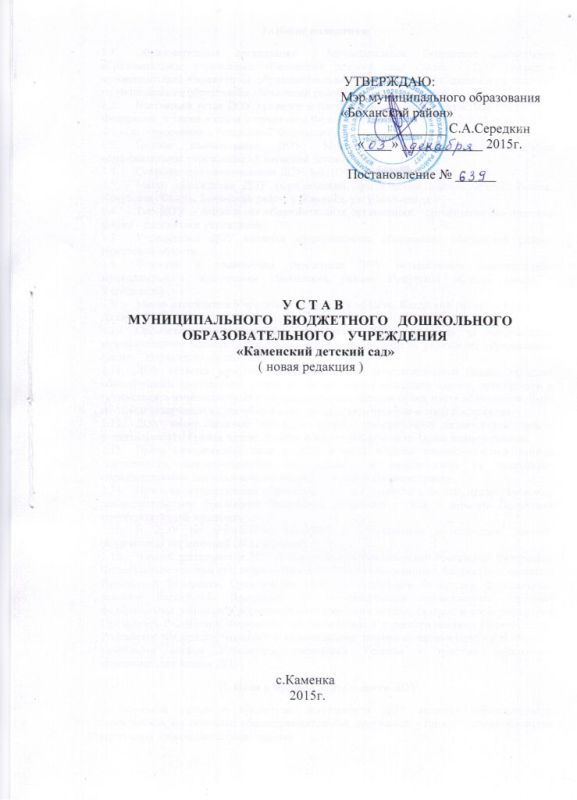 УТВЕРЖДАЮ:
Мэр муниципального образования
«Боханский район»
С.А.Середкин
« 03 » декабря 2015г.
Постановление № 639
У С Т А В
МУНИЦИПАЛЬНОГО БЮДЖЕТНОГО ДОШКОЛЬНОГО
ОБРАЗОВАТЕЛЬНОГО УЧРЕЖДЕНИЯ
«Каменский детский сад»
( новая редакция )
с.Каменка
2015г.